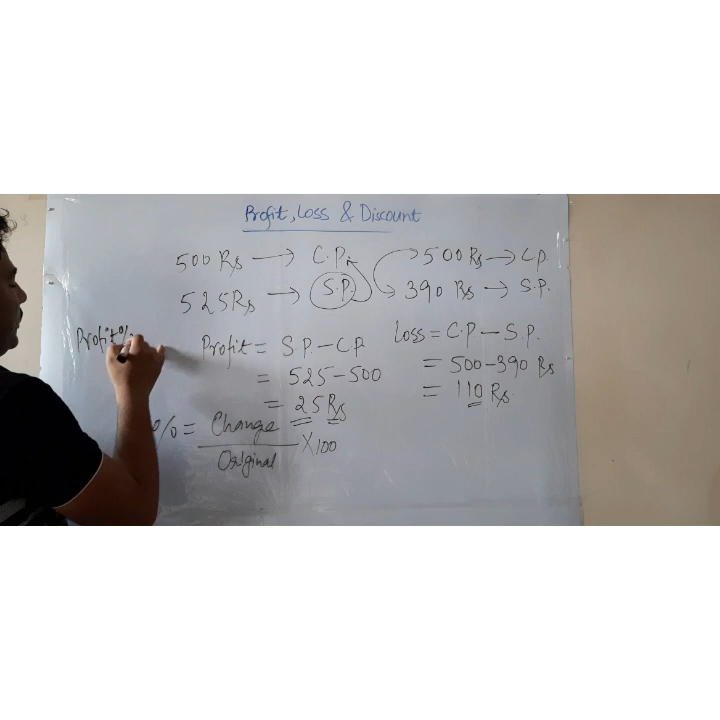 Profit, Loss & Discount
500 Rs → C.P.
525 Rs → S.P.
500 Rs → C.P.
390 Rs → S.P.
Profit%
Profit = S.P. - C.P.
= 525-500
= 25 Rs
Loss = C.P - S.P.
= 500-390 Rs
= 110 Rs.
% = Change
Original
X100